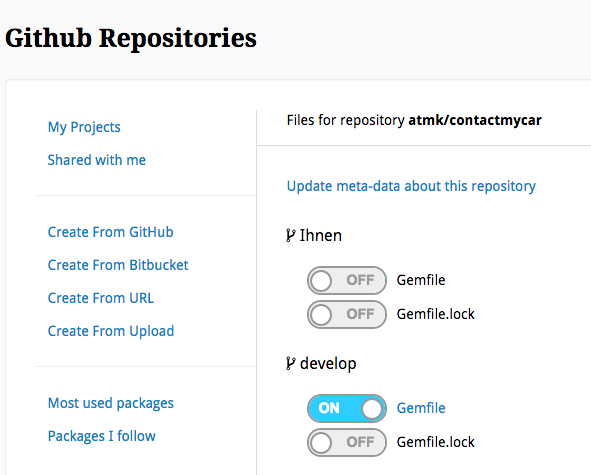 Github Repositories
My Projects
Shared with me
Create From GitHub
Create From Bitbucket
Create From URL
Create From Upload
Most used packages
Packages I follow
Files for repository atmk/contactmycar
Update meta-data about this repository
Ihnen
OFF Gemfile
OFF Gemfile.lock
develop
ON Gemfile
OFF Gemfile.lock